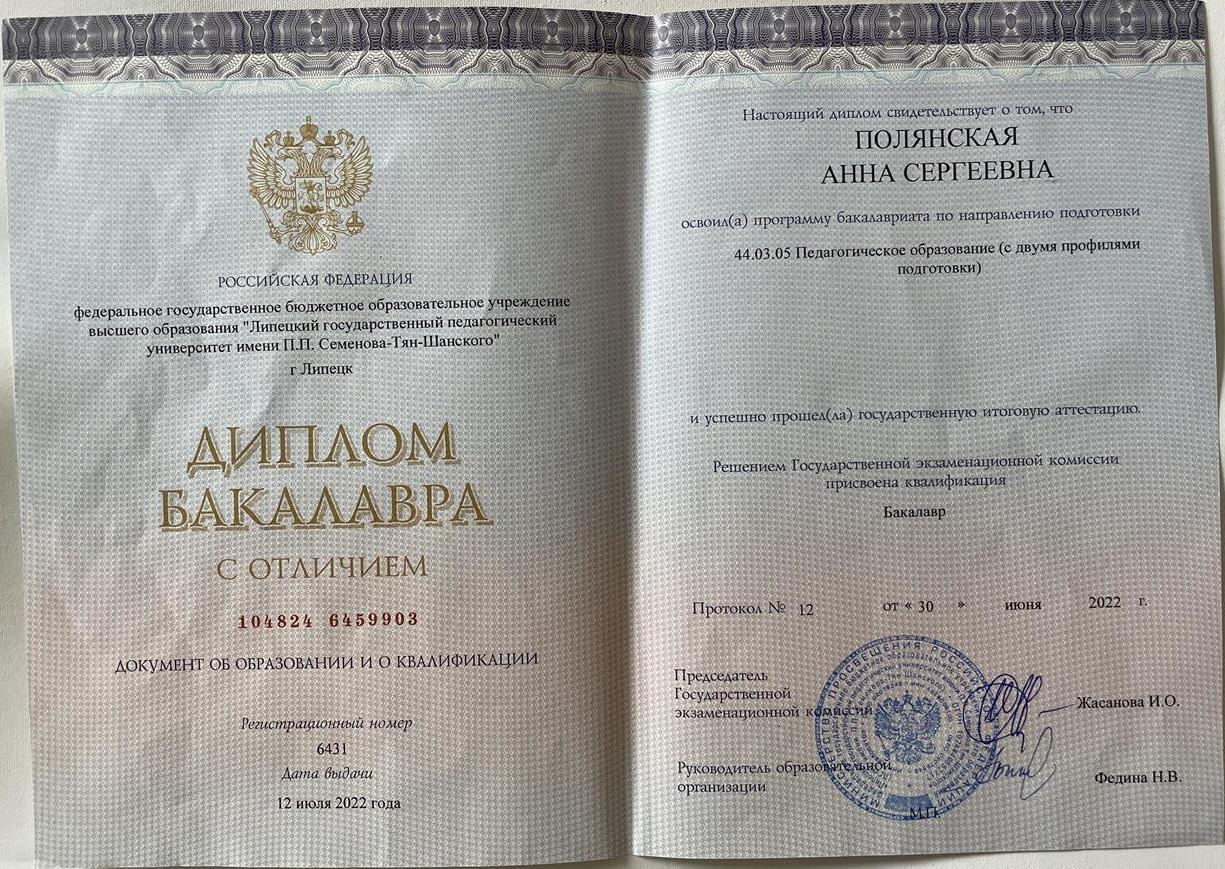 РОССИЙСКАЯ ФЕДЕРАЦИЯ
федеральное государственное бюджетное образовательное учреждение
высшего образования "Липецкий государственный педагогический
университет имени П.П. Семенова-Тян-Шанского"
г Липецк
ДИПЛОМ
БАКАЛАВРА
С ОТЛИЧИЕМ
104824 6459903
ДОКУМЕНТ ОБ ОБРАЗОВАНИИ И О КВАЛИФИКАЦИИ
Регистрационный номер
6431
Дата выдачи
12 июля 2022 года
Настоящий диплом свидетельствует о том, что
ПОЛЯНСКАЯ
АННА СЕРГЕЕВНА
освоил(а) программу бакалавриата по направлению подготовки
44.03.05 Педагогическое образование (с двумя профилями
подготовки)
и успешно прошел(ла) государственную итоговую аттестацию.
Решением Государственной экзаменационной комиссии
присвоена квалификация
Бакалавр
Протокол № 12 от « 30 » июня 2022 г.
Председатель
Государственной
экзаменационной комиссии Жасанова И.О.
Руководитель образовательной
организации Федина Н.В.
М.П.